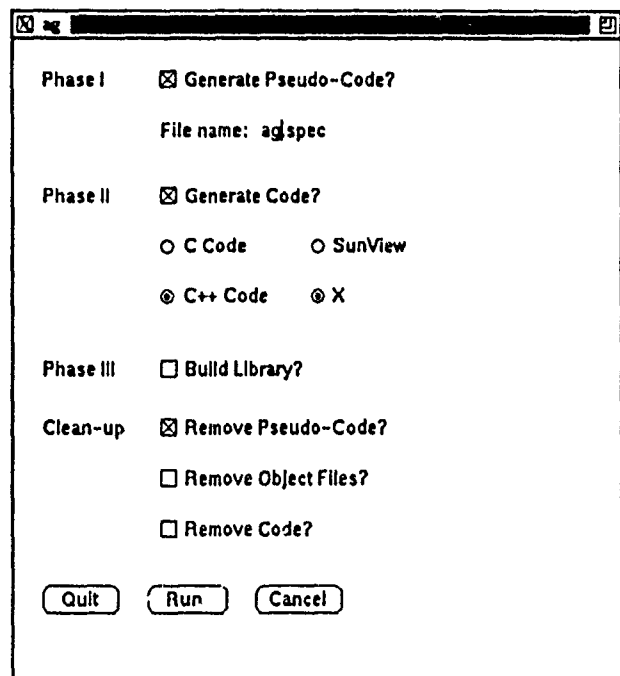 ag
Phase I Generate Pseudo-Code?
File name: ag.spec
Phase II Generate Code?
C Code SunView
C++ Code X
Phase III Build Library?
Clean-up Remove Pseudo-Code?
Remove Object Files?
Remove Code?
Quit Run Cancel